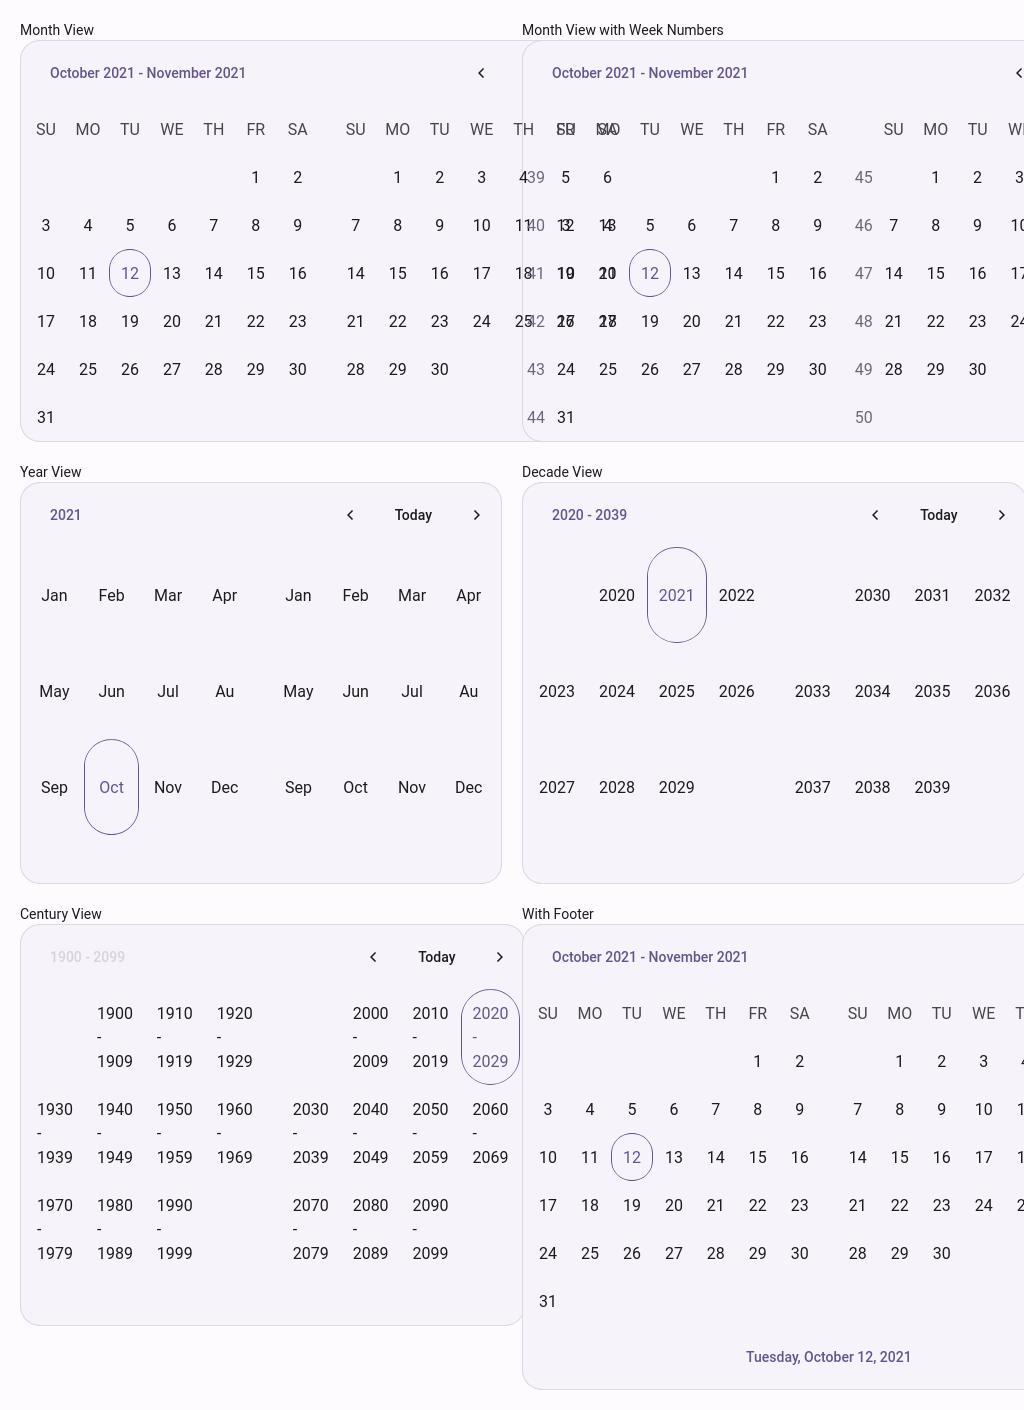 Month View
October 2021 - November 2021
SU MO TU WE TH FR SA SU MO TU WE TH
1 2 1 2 3 4 5 6
3 4 5 6 7 8 9 7 8 9 10 11
10 11 12 13 14 15 16 14 15 16 17 18
17 18 19 20 21 22 23 21 22 23 24 25
24 25 26 27 28 29 30 28 29 30
31
Month View with Week Numbers
October 2021 - November 2021
TU WE TH FR SA SU MO TU
39 1 2 45 1 2 3
40 5 6 7 8 9 46 7 8 9
41 12 13 14 15 16 47 14 15 16
42 19 20 21 22 23 48 21 22 23
43 24 25 26 27 28 29 30 49 28 29 30
44 31 50
Year View
2021 Today
Jan Feb Mar Apr Jan Feb Mar Apr
May Jun Jul Au May Jun Jul Au
Sep Oct Nov Dec Sep Oct Nov Dec
Decade View
2020 - 2039 Today
2020 2021 2022 2030 2031 2032
2023 2024 2025 2026 2033 2034 2035 2036
2027 2028 2029 2037 2038 2039
Century View
1900 - 2099 Today
1900 1910 1920 2000 2010 2020
- - - - - -
1909 1919 1929 2009 2019 2029
1930 1940 1950 1960 2030 2040 2050 2060
- - - - - - - -
1939 1949 1959 1969 2039 2049 2059 2069
1970 1980 1990 2070 2080 2090
- - - - - -
1979 1989 1999 2079 2089 2099
With Footer
October 2021 - November 2021
SU MO TU WE TH FR SA SU MO TU WE
1 2 1 2 3
3 4 5 6 7 8 9 7 8 9 10
10 11 12 13 14 15 16 14 15 16 17
17 18 19 20 21 22 23 21 22 23 24
24 25 26 27 28 29 30 28 29 30
31
Tuesday, October 12, 2021